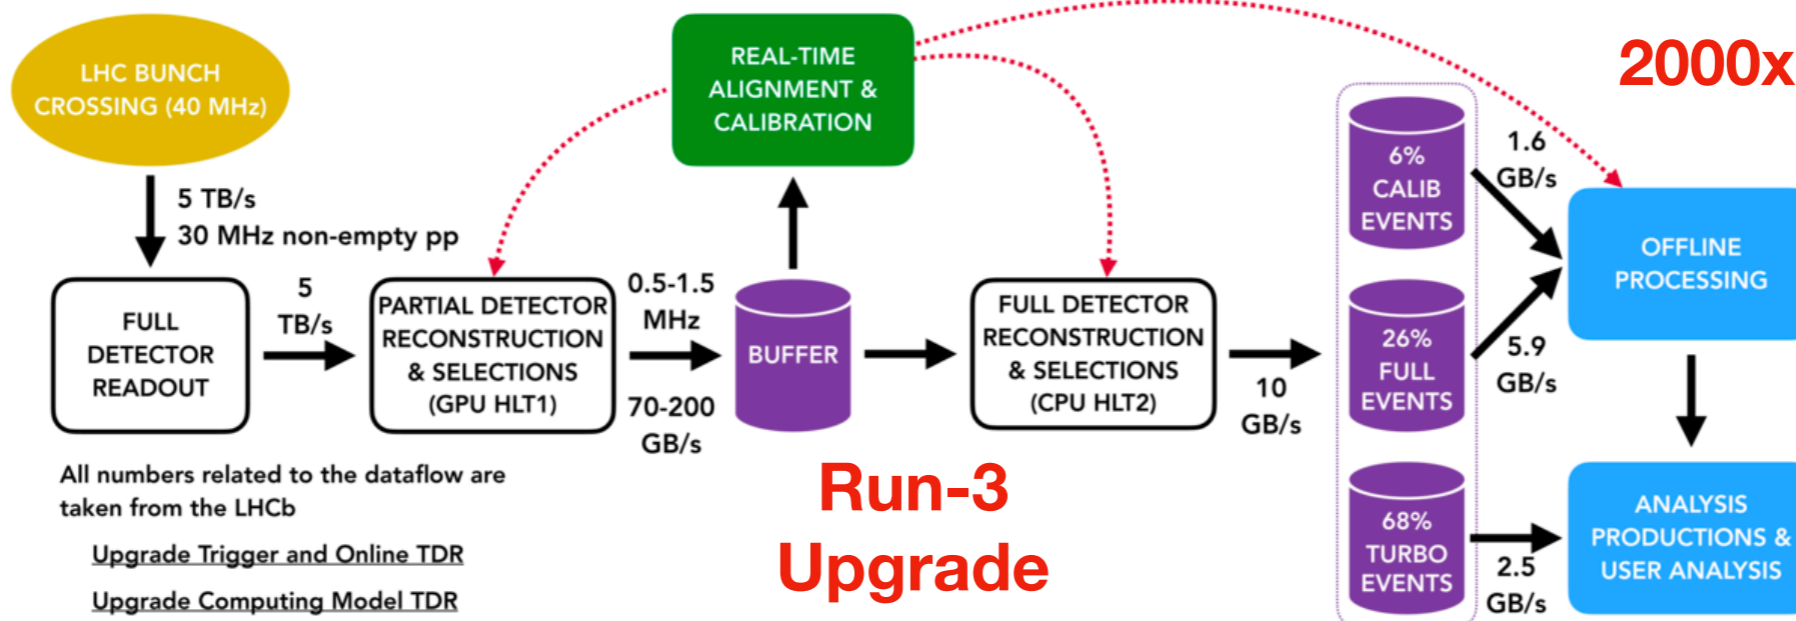 LHC BUNCH
CROSSING (40 MHz)
5 TB/s
30 MHz non-empty pp
FULL
DETECTOR
READOUT
5
TB/s
PARTIAL DETECTOR
RECONSTRUCTION
& SELECTIONS
(GPU HLT1)
0.5-1.5
MHz
70-200
GB/s
REAL-TIME
ALIGNMENT &
CALIBRATION
BUFFER
FULL DETECTOR
RECONSTRUCTION
& SELECTIONS
(CPU HLT2)
10
GB/s
6%
CALIB
EVENTS
26%
FULL
EVENTS
68%
TURBO
EVENTS
1.6
GB/s
5.9
GB/s
2.5
GB/s
2000x
OFFLINE
PROCESSING
ANALYSIS
PRODUCTIONS &
USER ANALYSIS
All numbers related to the dataflow are
taken from the LHCb
Upgrade Trigger and Online TDR
Upgrade Computing Model TDR
Run-3
Upgrade